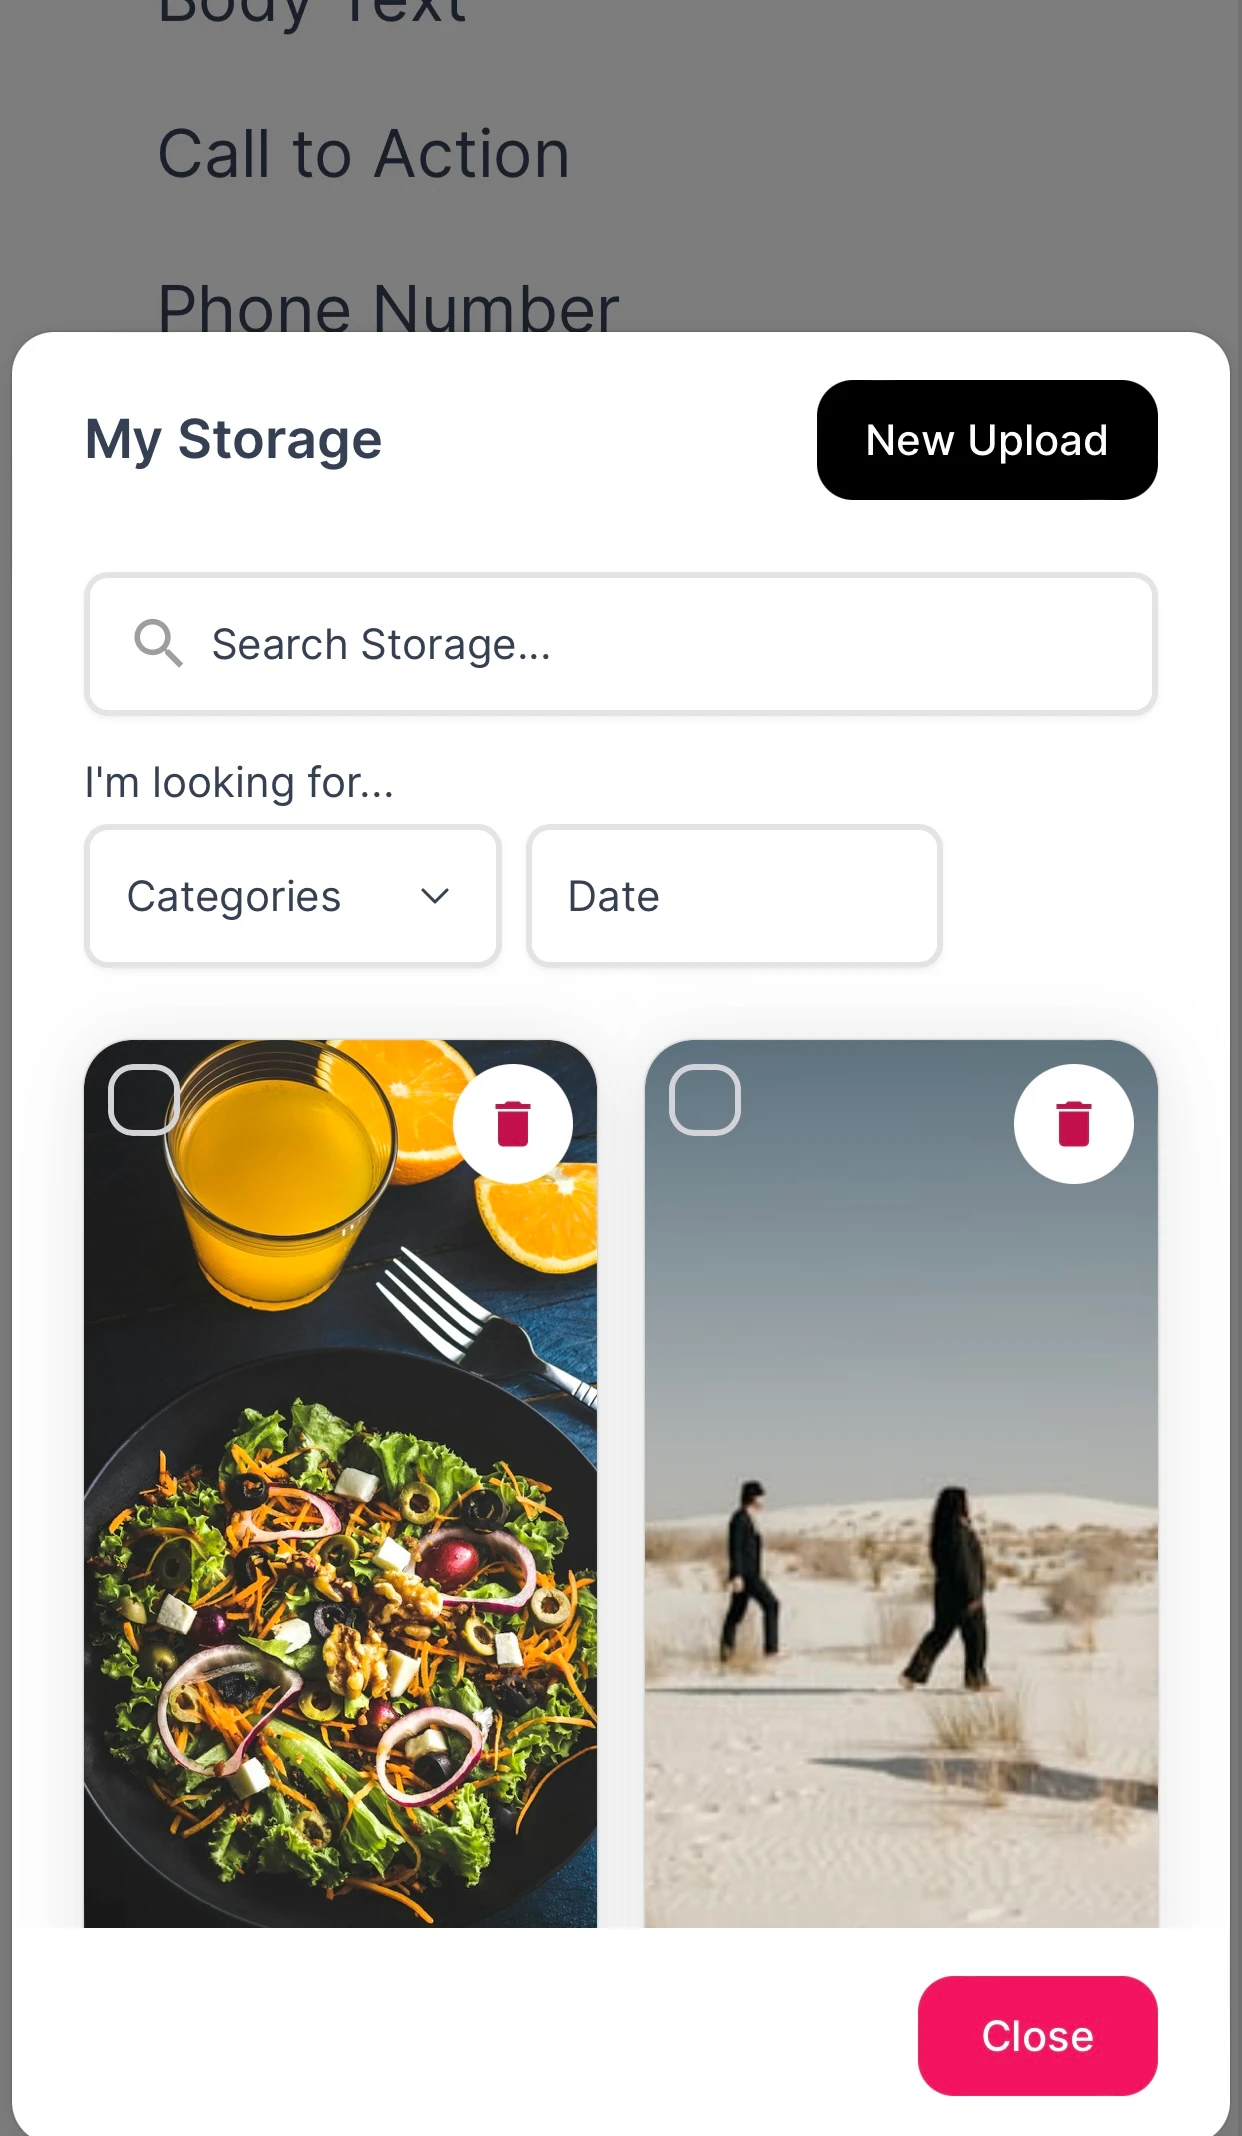 Body Text
Call to Action
Phone Number
My Storage
New Upload
Search Storage...
I'm looking for...
Categories
Date
Close